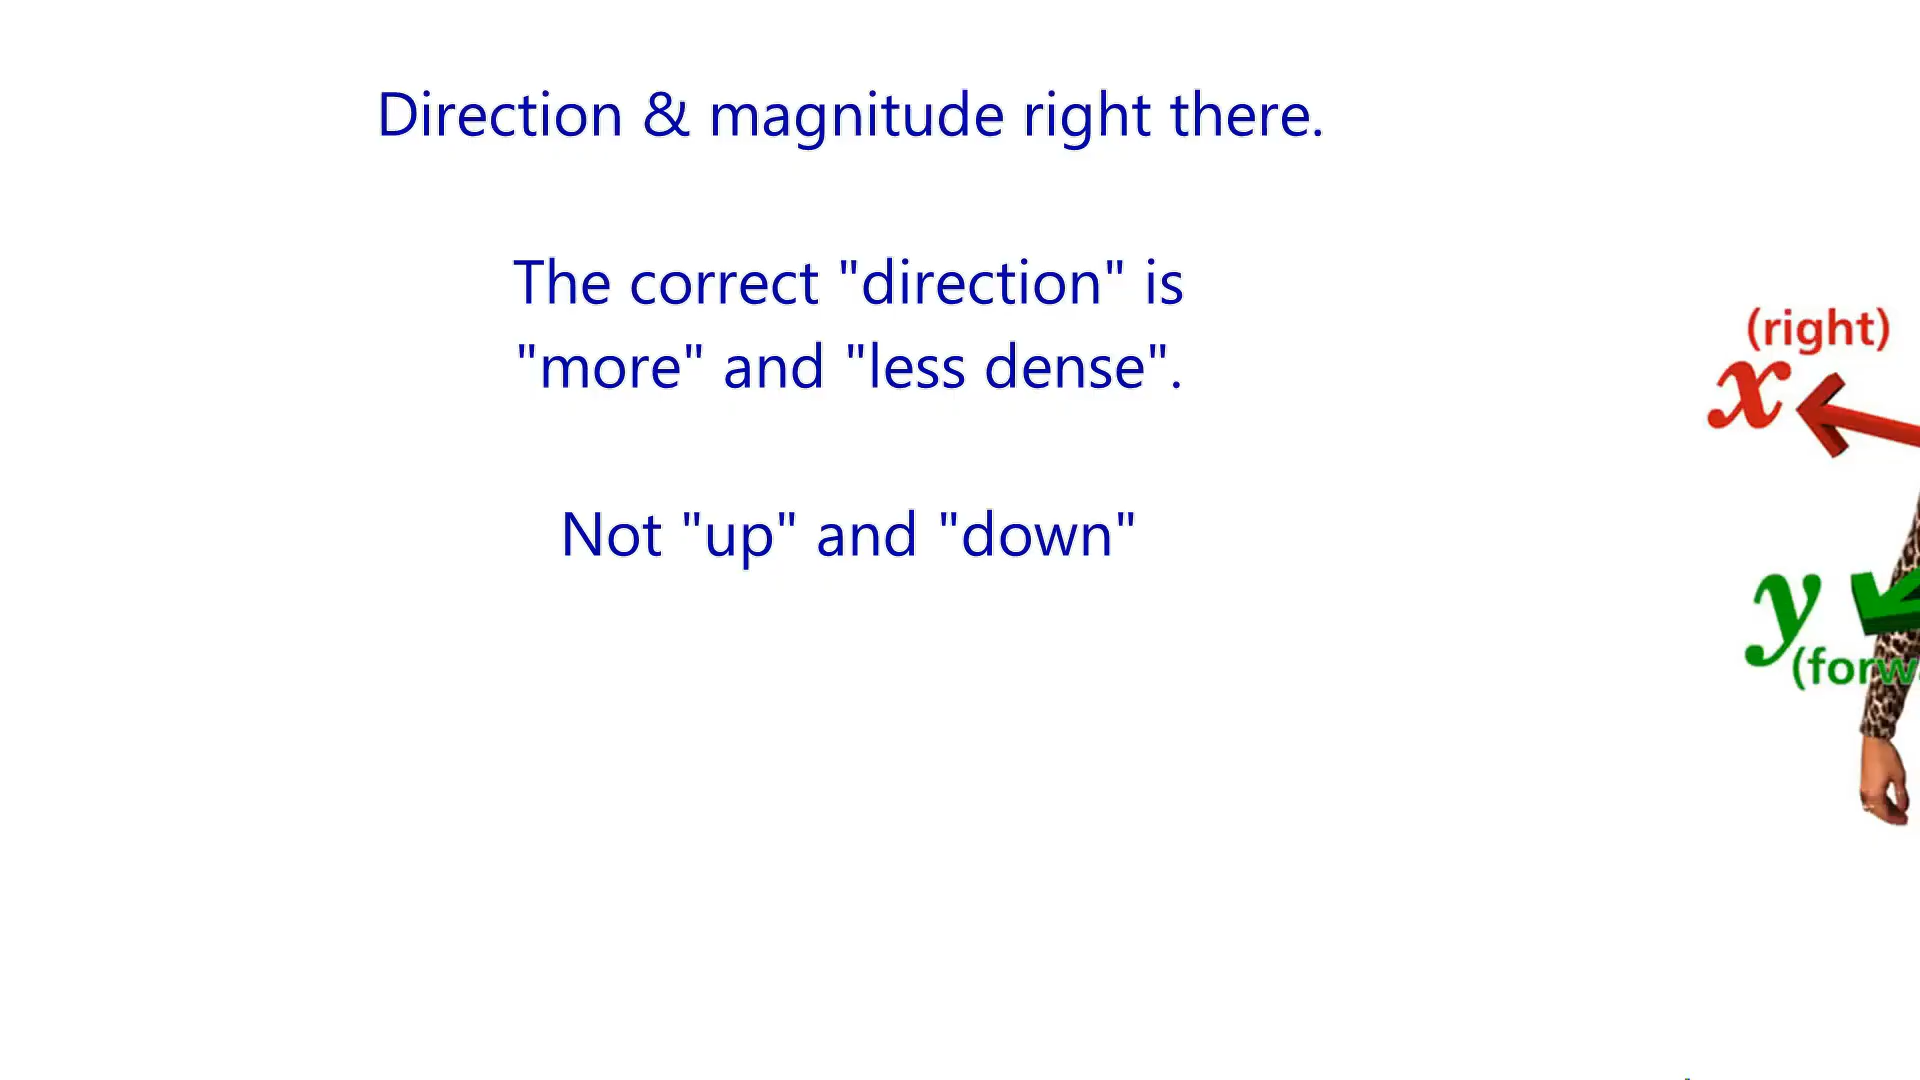 Direction & magnitude right there.
The correct "direction" is
"more" and "less dense".
Not "up" and "down"
(right)
x
y